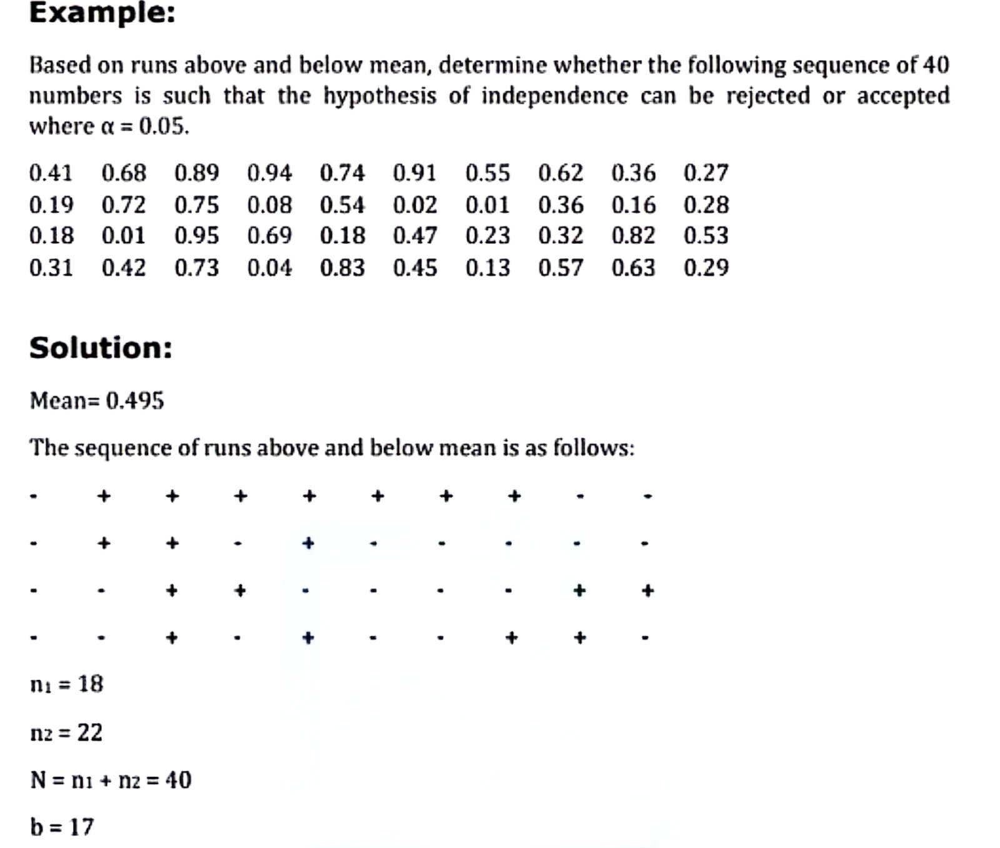 Example:
Based on runs above and below mean, determine whether the following sequence of 40
numbers is such that the hypothesis of independence can be rejected or accepted
where α = 0.05.
0.41 0.68 0.89 0.94 0.74 0.91 0.55 0.62 0.36 0.27
0.19 0.72 0.75 0.08 0.54 0.02 0.01 0.36 0.16 0.28
0.18 0.01 0.95 0.69 0.18 0.47 0.23 0.32 0.82 0.53
0.31 0.42 0.73 0.04 0.83 0.45 0.13 0.57 0.63 0.29
Solution:
Mean= 0.495
The sequence of runs above and below mean is as follows:
- + + + + + + + - -
- + + - + - - - - -
- - + + - - - - + +
- - + - + - - + + -
n1 = 18
n2 = 22
N = n1 + n2 = 40
b = 17